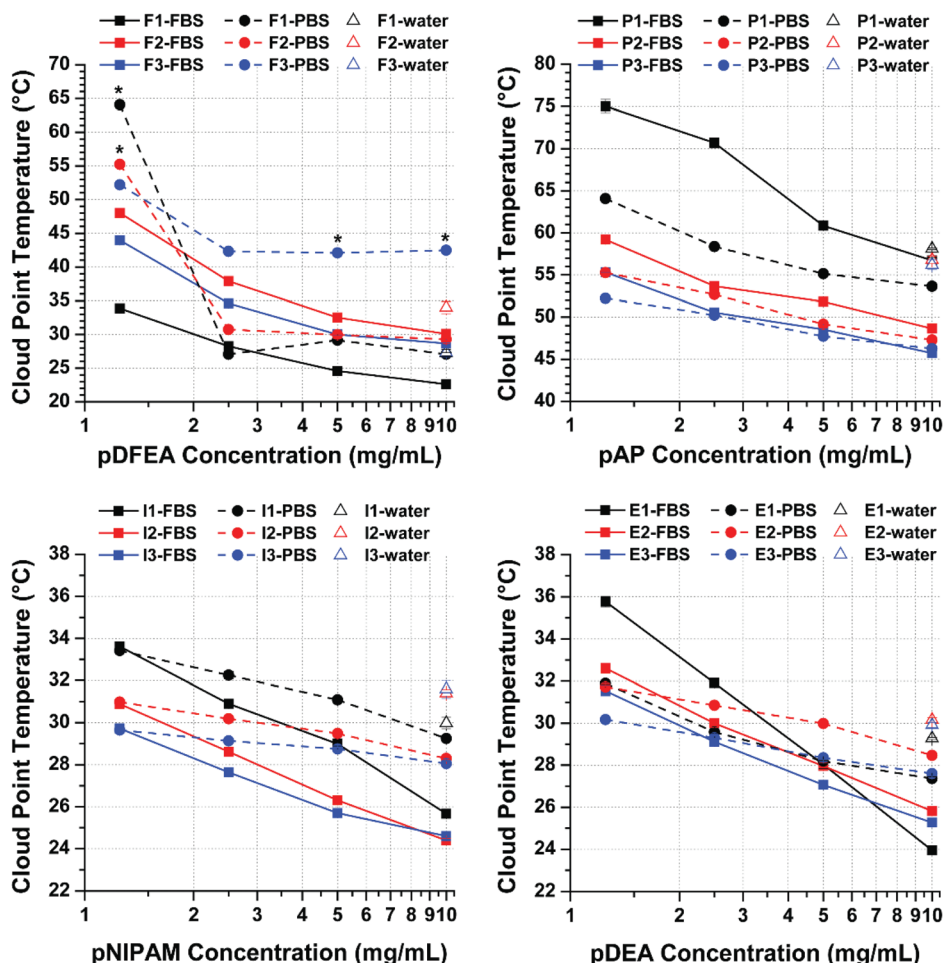 F1-FBS F1-PBS F1-water
F2-FBS F2-PBS F2-water
F3-FBS F3-PBS F3-water
Cloud Point Temperature (°C)
70
65
60
55
50
45
40
35
30
25
20
*
*
*
*
1 2 3 4 5 6 7 8 910
pDFEA Concentration (mg/mL)
P1-FBS P1-PBS P1-water
P2-FBS P2-PBS P2-water
P3-FBS P3-PBS P3-water
Cloud Point Temperature (°C)
80
75
70
65
60
55
50
45
40
1 2 3 4 5 6 7 8 910
pAP Concentration (mg/mL)
I1-FBS I1-PBS I1-water
I2-FBS I2-PBS I2-water
I3-FBS I3-PBS I3-water
Cloud Point Temperature (°C)
38
36
34
32
30
28
26
24
22
1 2 3 4 5 6 7 8 910
pNIPAM Concentration (mg/mL)
E1-FBS E1-PBS E1-water
E2-FBS E2-PBS E2-water
E3-FBS E3-PBS E3-water
Cloud Point Temperature (°C)
38
36
34
32
30
28
26
24
22
1 2 3 4 5 6 7 8 910
pDEA Concentration (mg/mL)